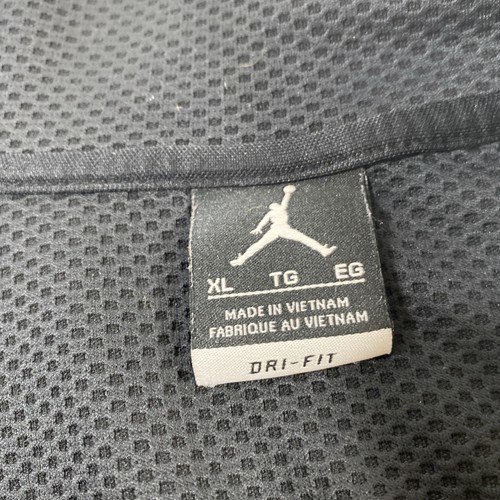 XL TG EG
MADE IN VIETNAM
FABRIQUE AU VIETNAM
DRI-FIT